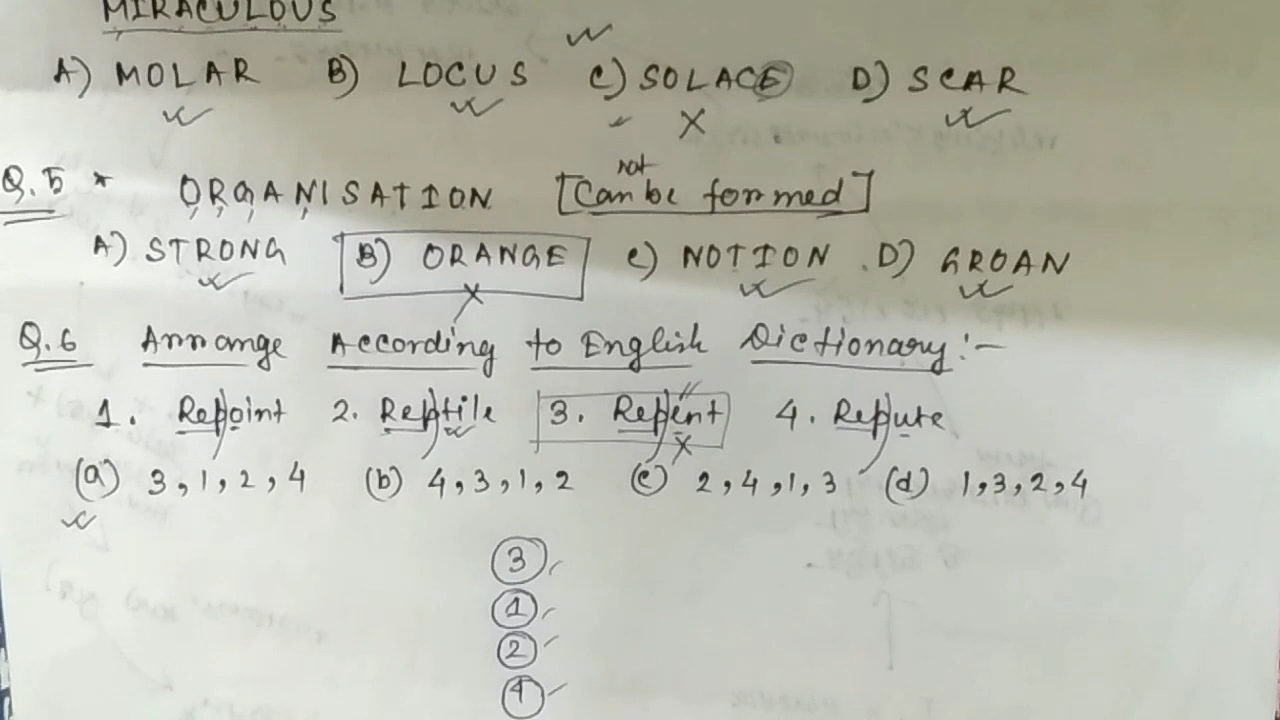 MIRACULOUS
A) MOLAR B) LOCUS C) SOLACE D) SCAR
Q.5 * ORGANISATION [Can not be formed]
A) STRONG B) ORANGE C) NOTION D) GROAN
Q.6 Arrange According to English Dictionary:-
1. Repoint 2. Reptile 3. Repent 4. Repute
(a) 3,1,2,4 (b) 4,3,1,2 (c) 2,4,1,3 (d) 1,3,2,4
3
1
2
4